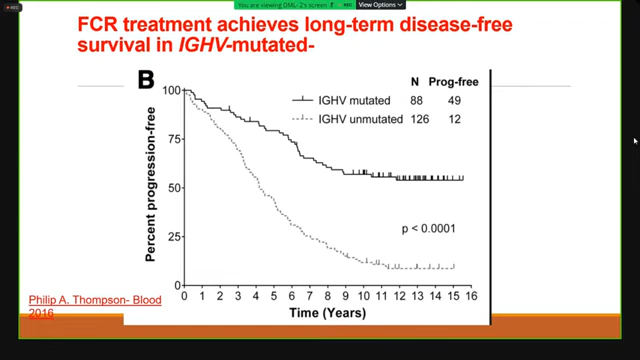 REC
You are viewing DML-2's screen
REC
View Options
FCR treatment achieves long-term disease-free
survival in IGHV-mutated-
B
N Prog-free
IGHV mutated 88 49
IGHV unmutated 126 12
p < 0.0001
Percent progression-free
100
75
50
25
0
0 1 2 3 4 5 6 7 8 9 10 11 12 13 14 15 16
Time (Years)
Philip A. Thompson- Blood
2016